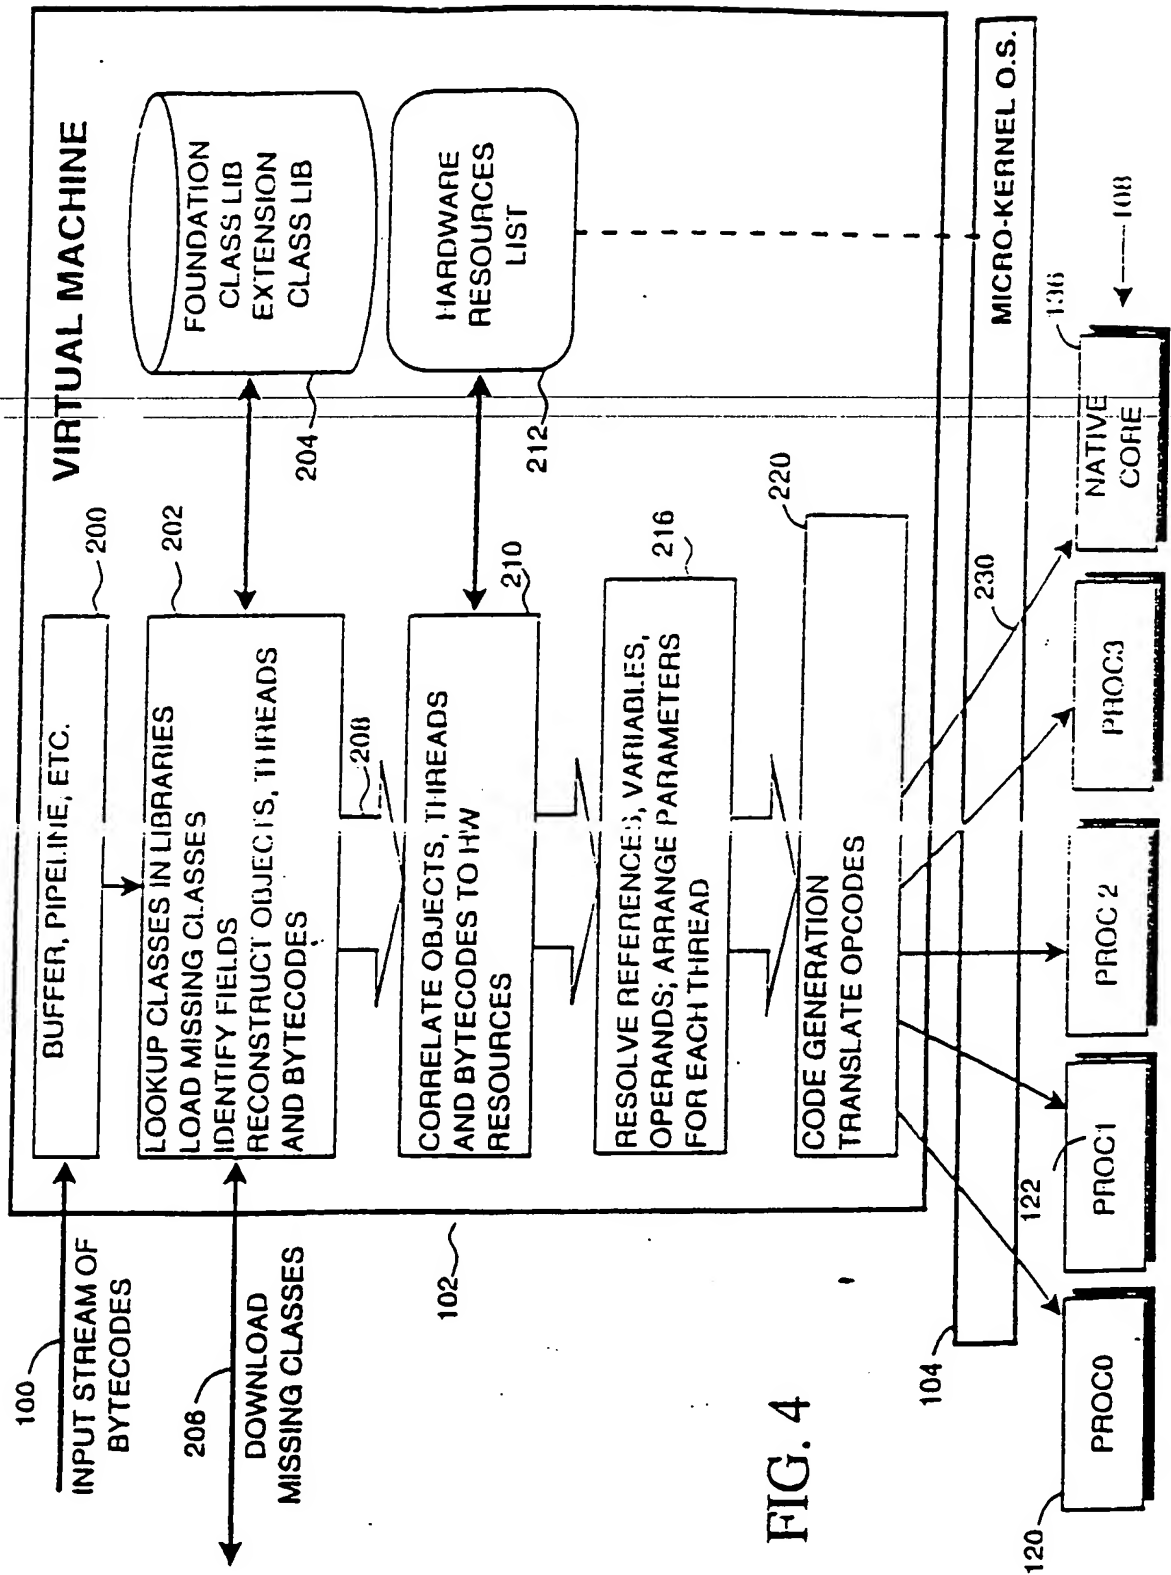 VIRTUAL MACHINE
100
INPUT STREAM OF
BYTECODES
BUFFER, PIPELINE, ETC.
200
206
DOWNLOAD
MISSING CLASSES
LOOKUP CLASSES IN LIBRARIES
LOAD MISSING CLASSES
IDENTIFY FIELDS
RECONSTRUCT OBJECTS, THREADS
AND BYTECODES
202
FOUNDATION
CLASS LIB
EXTENSION
CLASS LIB
204
208
CORRELATE OBJECTS, THREADS
AND BYTECODES TO HW
RESOURCES
210
HARDWARE
RESOURCES
LIST
212
102
RESOLVE REFERENCES, VARIABLES,
OPERANDS; ARRANGE PARAMETERS
FOR EACH THREAD
216
CODE GENERATION
TRANSLATE OPCODES
220
104
MICRO-KERNEL O.S.
230
122
136
108
120
PROC0
PROC1
PROC 2
PROC3
NATIVE
CORE
FIG. 4